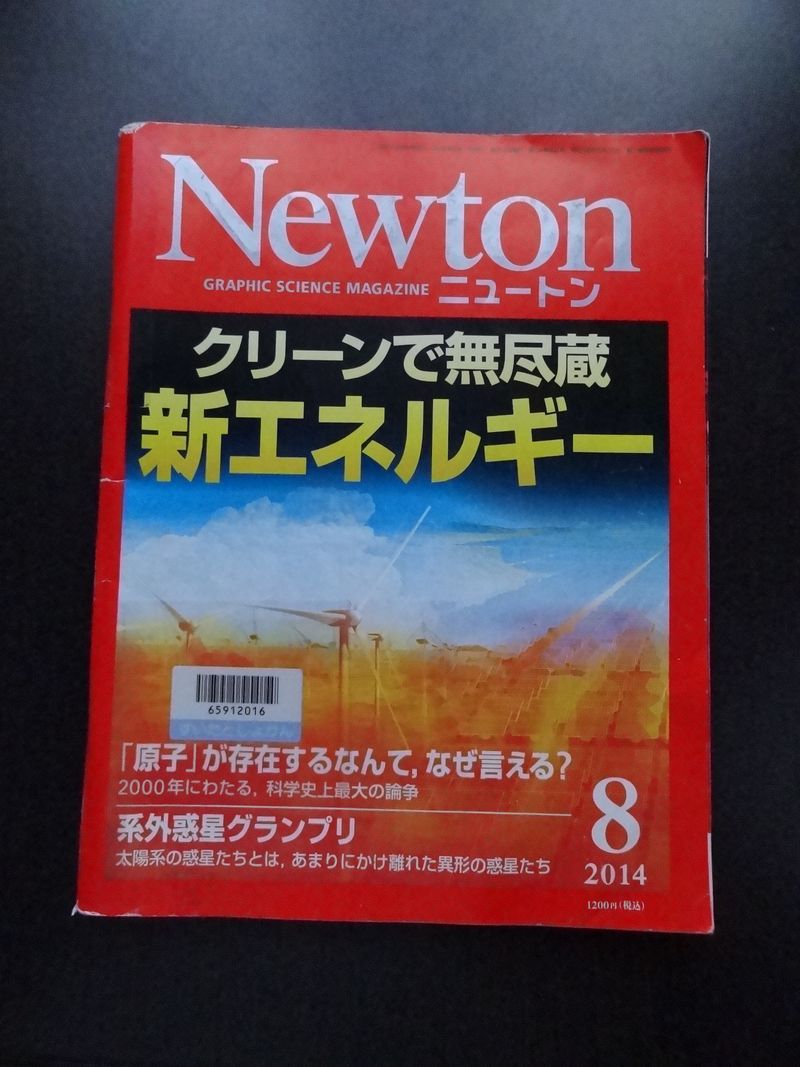 Newton
GRAPHIC SCIENCE MAGAZINE ニュートン
クリーンで無尽蔵
新エネルギー
65912016
「原子」が存在するなんて，なぜ言える？
2000年にわたる，科学史上最大の論争
系外惑星グランプリ
太陽系の惑星たちとは，あまりにかけ離れた異形の惑星たち
8
2014
1200円（税込）